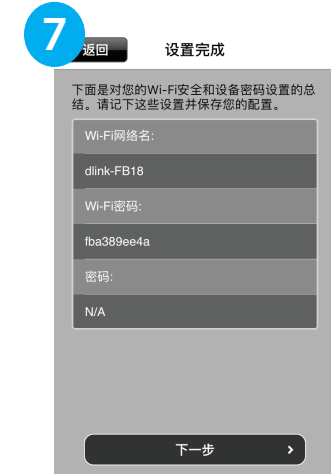 7
返回 设置完成
下面是对您的Wi-Fi安全和设备密码设置的总
结。请记下这些设置并保存您的配置。
Wi-Fi网络名:
dlink-FB18
Wi-Fi密码:
fba389ee4a
密码:
N/A
下一步